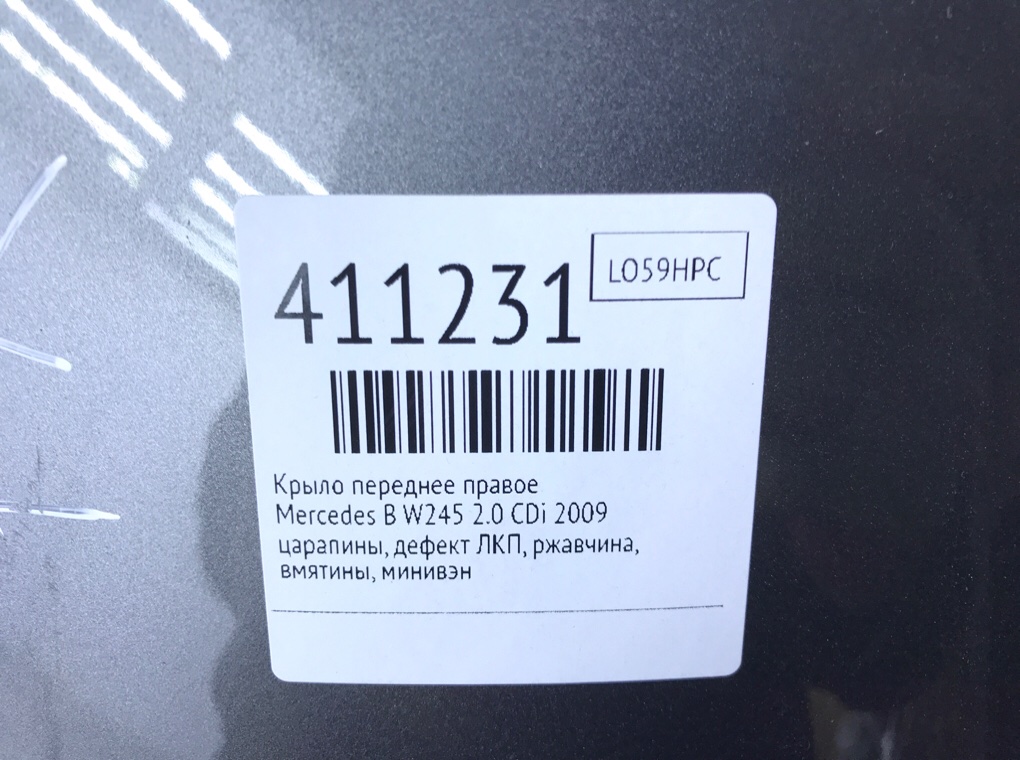 411231
LO59HPC
Крыло переднее правое
Mercedes B W245 2.0 CDi 2009
царапины, дефект ЛКП, ржавчина,
вмятины, минивэн